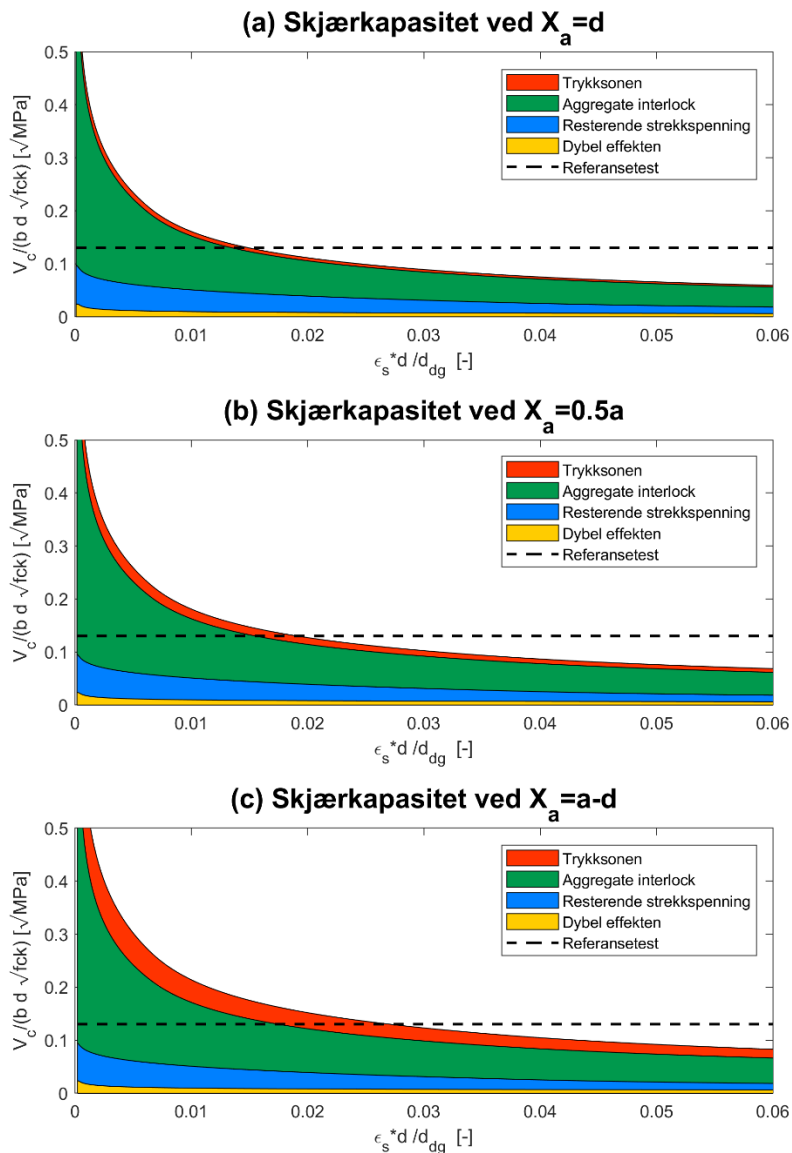 (a) Skjærkapasitet ved X_a=d
0.5
0.4
0.3
0.2
0.1
0
V_c/(b d √fck) [√MPa]
Trykksonen
Aggregate interlock
Resterende strekkspenning
Dybel effekten
Referansetest
0 0.01 0.02 0.03 0.04 0.05 0.06
ϵ_s*d /d_dg [-]
(b) Skjærkapasitet ved X_a=0.5a
0.5
0.4
0.3
0.2
0.1
0
V_c/(b d √fck) [√MPa]
Trykksonen
Aggregate interlock
Resterende strekkspenning
Dybel effekten
Referansetest
0 0.01 0.02 0.03 0.04 0.05 0.06
ϵ_s*d /d_dg [-]
(c) Skjærkapasitet ved X_a=a-d
0.5
0.4
0.3
0.2
0.1
0
V_c/(b d √fck) [√MPa]
Trykksonen
Aggregate interlock
Resterende strekkspenning
Dybel effekten
Referansetest
0 0.01 0.02 0.03 0.04 0.05 0.06
ϵ_s*d /d_dg [-]